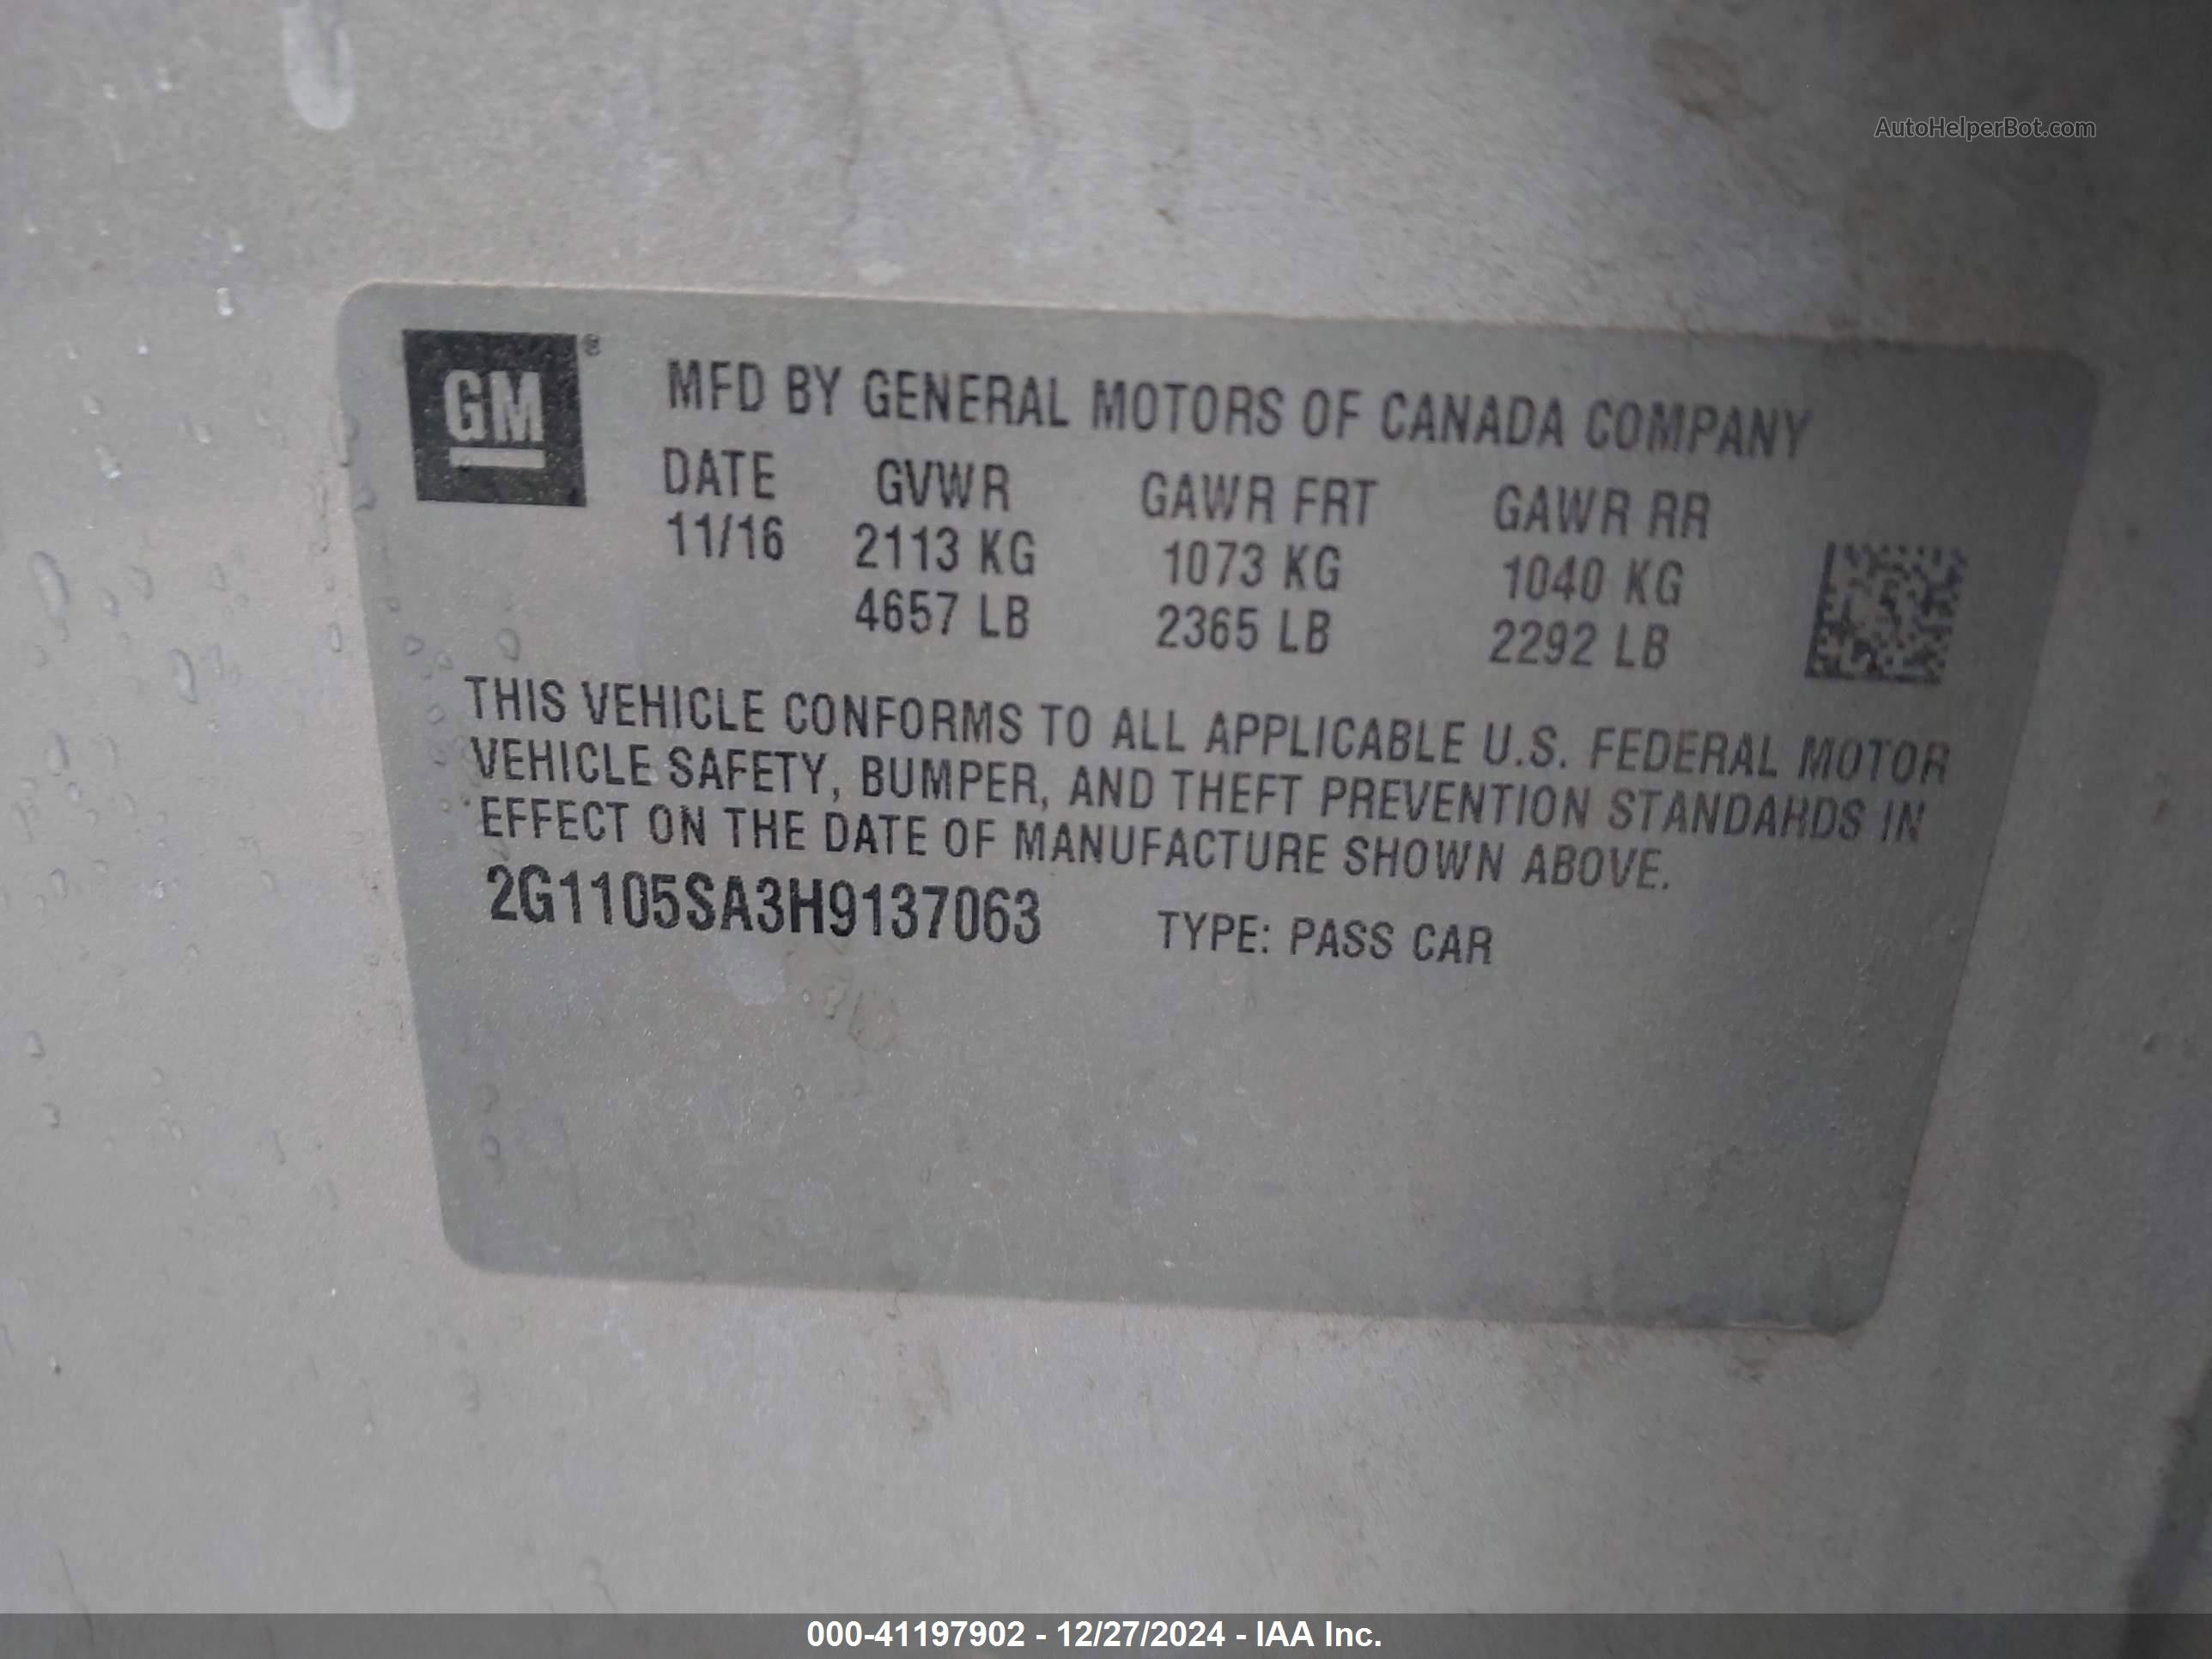 AutoHelperBot.com
GM®
MFD BY GENERAL MOTORS OF CANADA COMPANY
DATE GVWR GAWR FRT GAWR RR
11/16 2113 KG 1073 KG 1040 KG
4657 LB 2365 LB 2292 LB
THIS VEHICLE CONFORMS TO ALL APPLICABLE U.S. FEDERAL MOTOR
VEHICLE SAFETY, BUMPER, AND THEFT PREVENTION STANDARDS IN
EFFECT ON THE DATE OF MANUFACTURE SHOWN ABOVE.
2G1105SA3H9137063 TYPE: PASS CAR
000-41197902 - 12/27/2024 - IAA Inc.